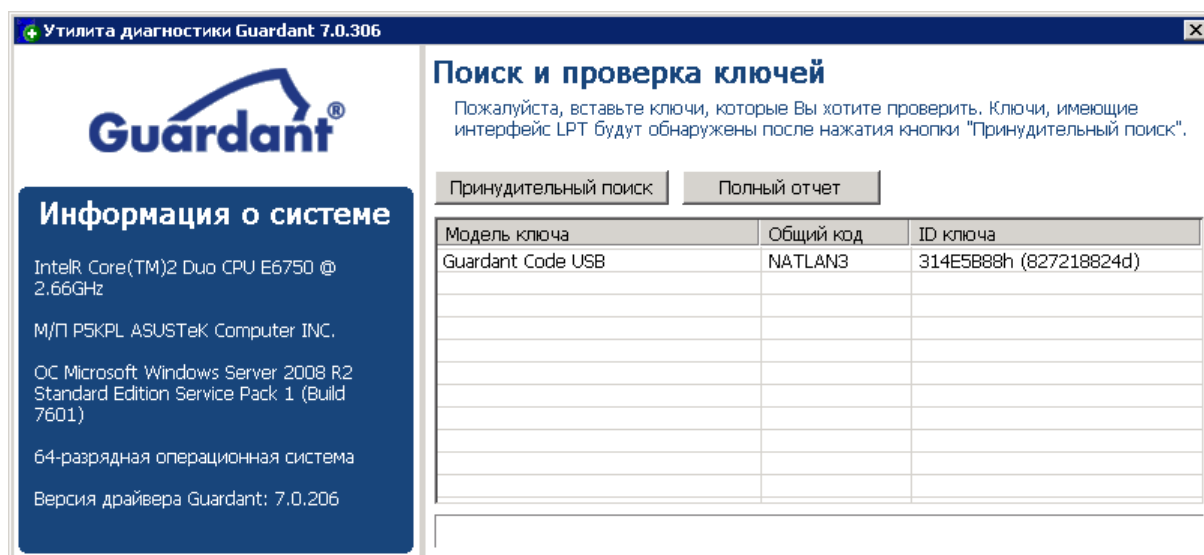 Утилита диагностики Guardant 7.0.306
Guardant®
Информация о системе
IntelR Core(TM)2 Duo CPU E6750 @
2.66GHz
М/П P5KPL ASUSTeK Computer INC.
ОС Microsoft Windows Server 2008 R2
Standard Edition Service Pack 1 (Build
7601)
64-разрядная операционная система
Версия драйвера Guardant: 7.0.206
Поиск и проверка ключей
Пожалуйста, вставьте ключи, которые Вы хотите проверить. Ключи, имеющие
интерфейс LPT будут обнаружены после нажатия кнопки "Принудительный поиск".
Принудительный поиск Полный отчет
Модель ключа Общий код ID ключа
Guardant Code USB NATLAN3 314E5B88h (827218824d)